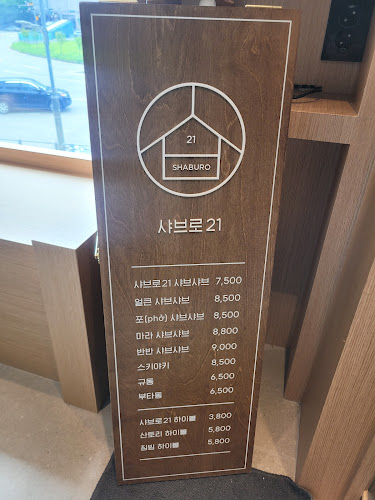 21
SHABURO
샤브로21
샤브로21 샤브샤브 7,500
얼큰 샤브샤브 8,500
포(phở) 샤브샤브 8,500
마라 샤브샤브 8,800
반반 샤브샤브 9,000
스키야키 8,500
규동 6,500
부타동 6,500
샤브로21 하이볼 3,800
산토리 하이볼 5,800
짐빔 하이볼 5,800